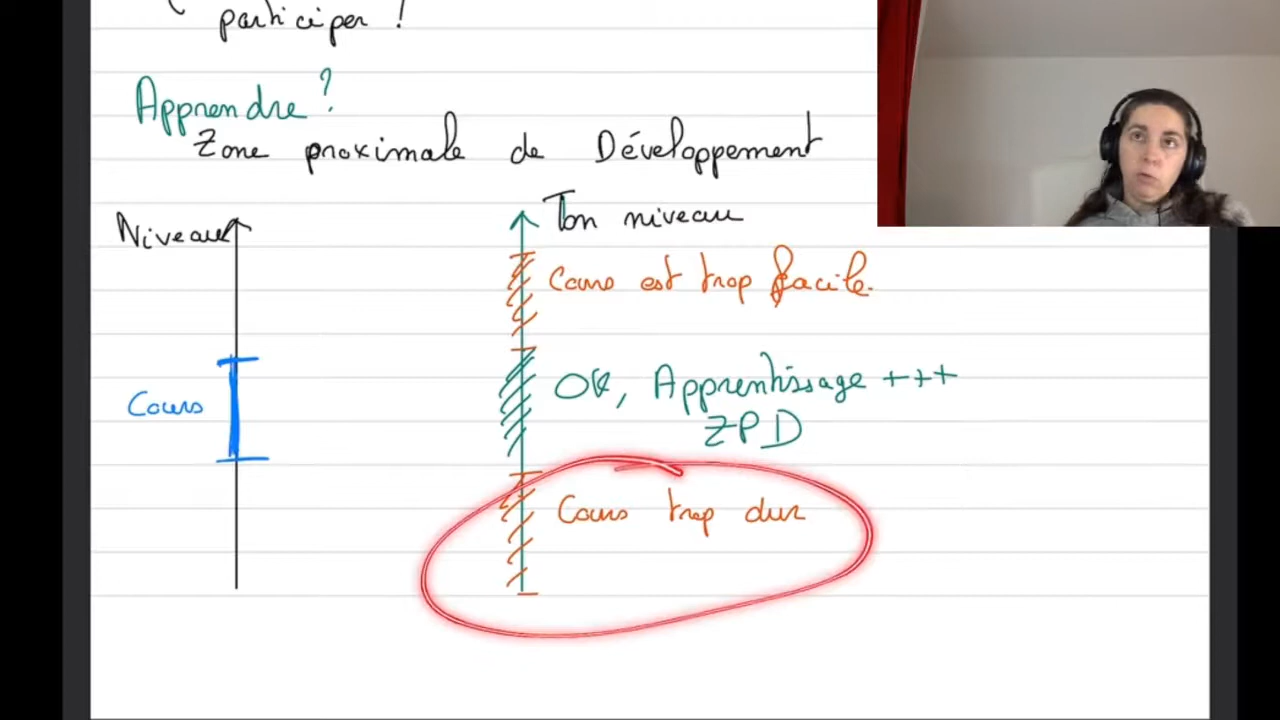 participer !
Apprendre ?
Zone proximale de Développement
Niveau
Ton niveau
Cours est trop facile.
Cours
OK, Apprentissage +++
ZPD
Cours trop dur